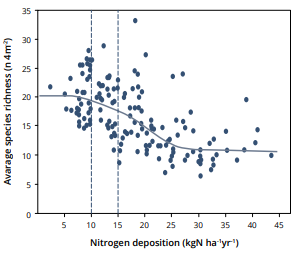 Avarage species richness (n 4m²)
35
30
25
20
15
10
5
0
5 10 15 20 25 30 35 40 45
Nitrogen deposition (kgN ha⁻¹yr⁻¹)